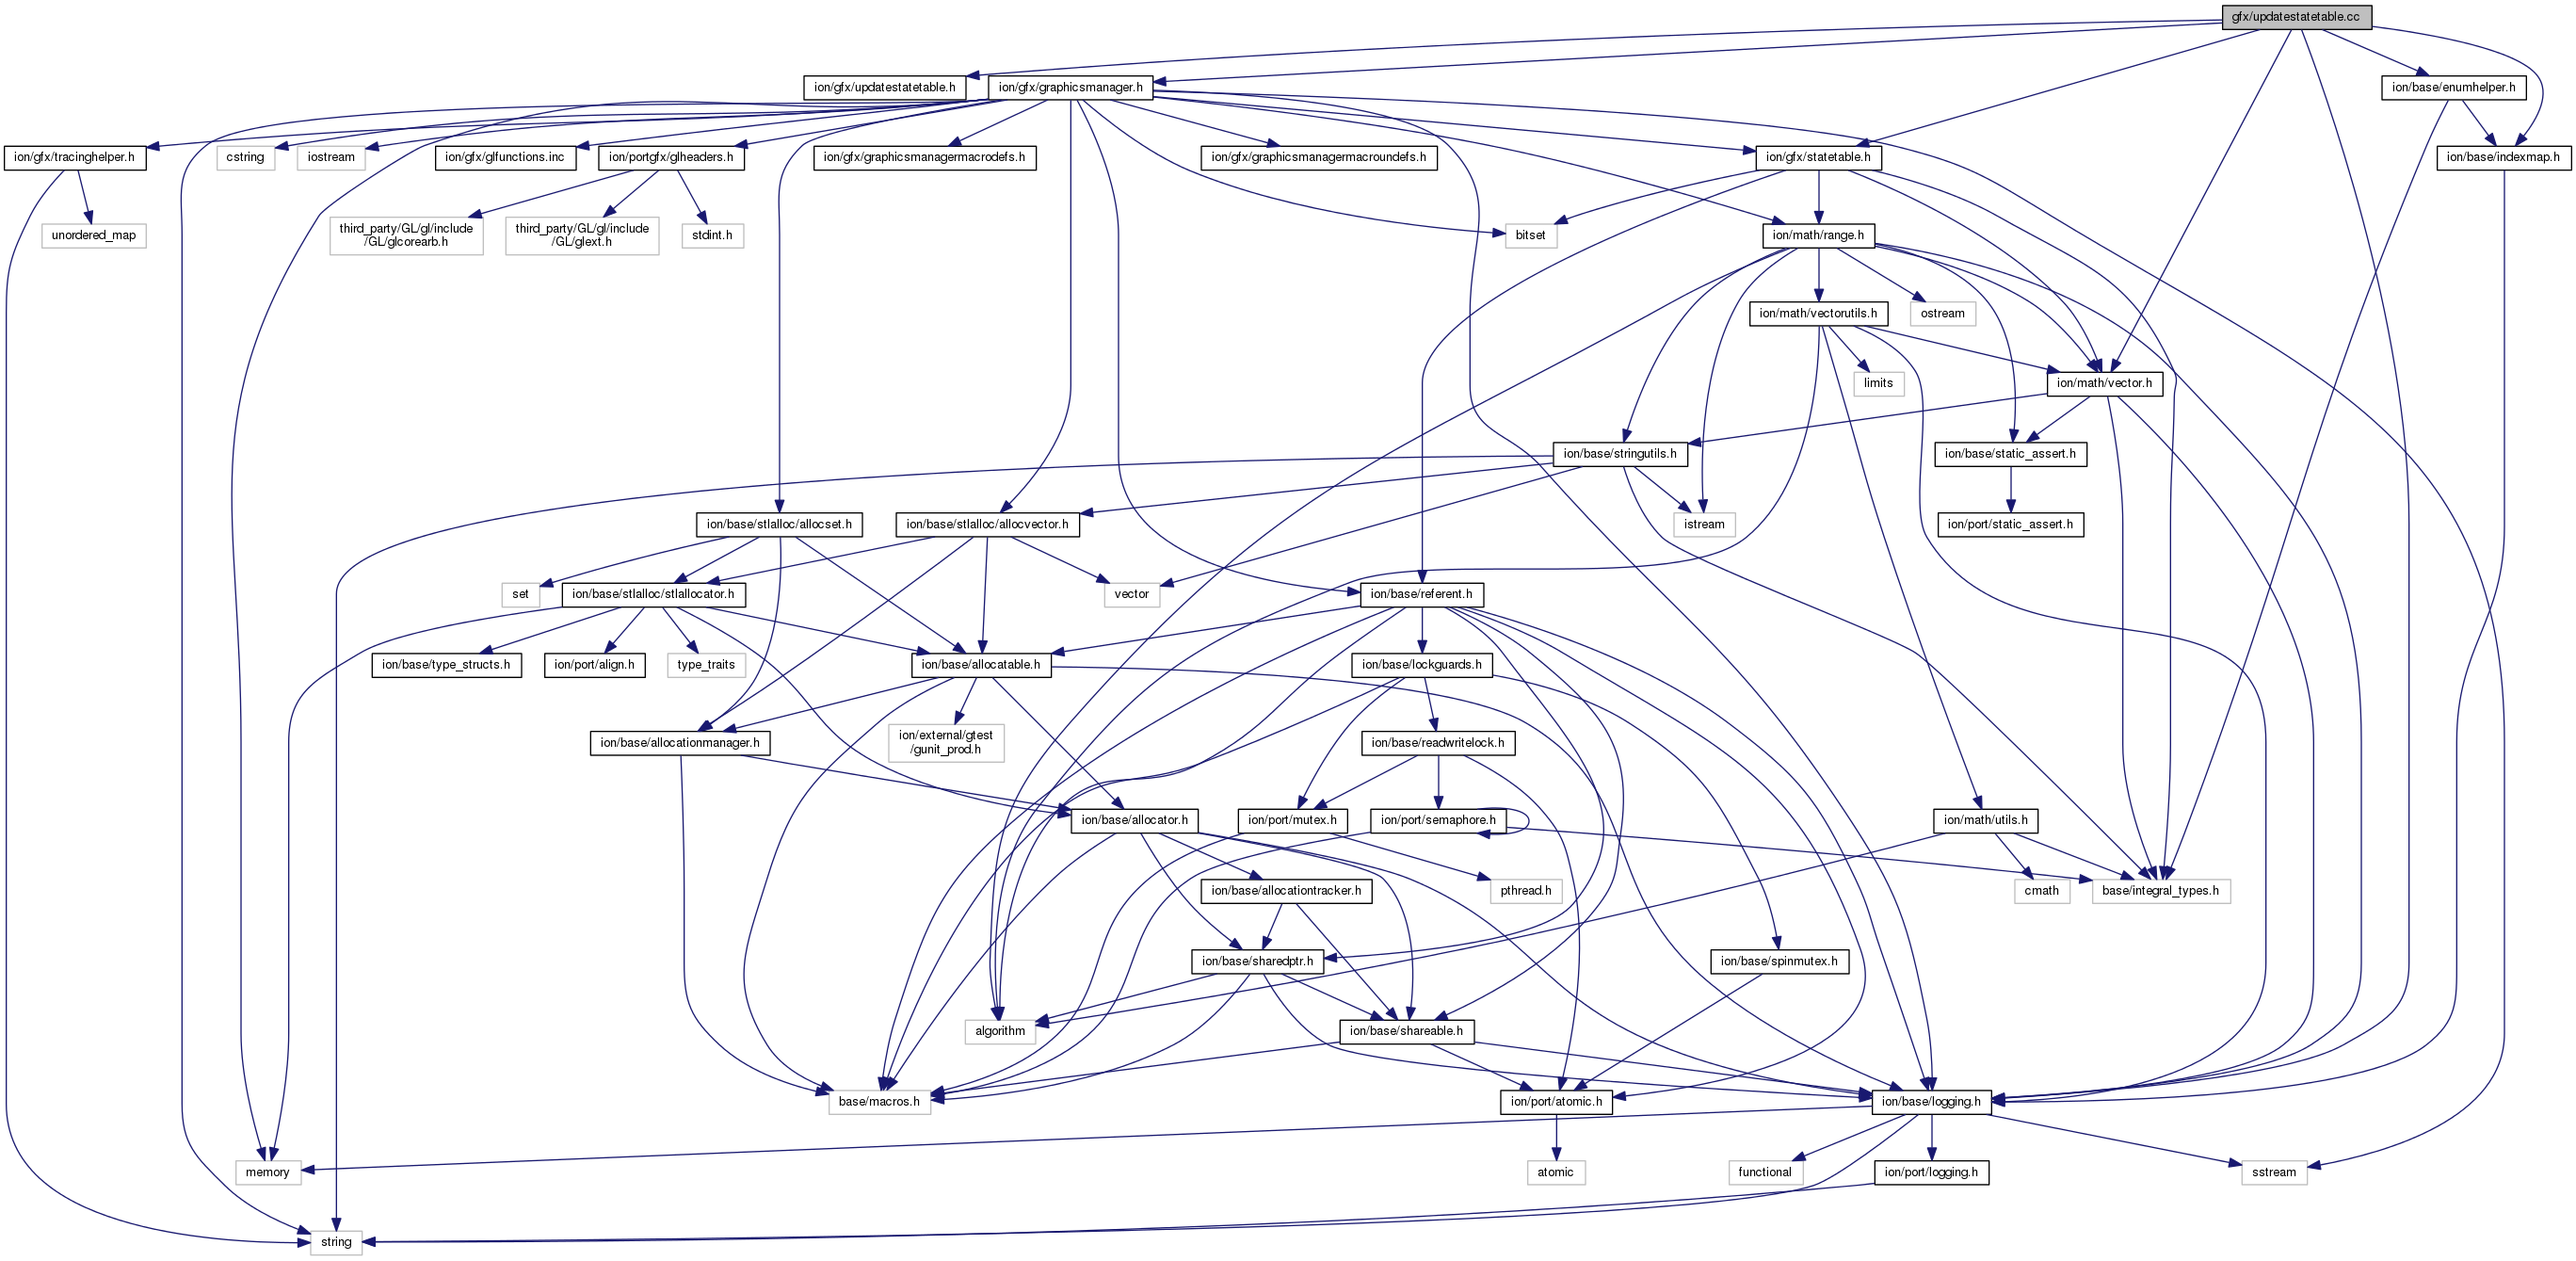 gfx/updatestatetable.cc
ion/gfx/updatestatetable.h
ion/gfx/graphicsmanager.h
ion/base/enumhelper.h
ion/gfx/tracinghelper.h
cstring
iostream
ion/gfx/glfunctions.inc
ion/portgfx/glheaders.h
ion/gfx/graphicsmanagermacrodefs.h
ion/gfx/graphicsmanagermacroundefs.h
ion/gfx/statetable.h
ion/base/indexmap.h
unordered_map
third_party/GL/gl/include
/GL/glcorearb.h
third_party/GL/gl/include
/GL/glext.h
stdint.h
bitset
ion/math/range.h
ion/math/vectorutils.h
ostream
limits
ion/math/vector.h
ion/base/stringutils.h
ion/base/static_assert.h
ion/base/stlalloc/allocset.h
ion/base/stlalloc/allocvector.h
istream
ion/port/static_assert.h
set
ion/base/stlalloc/stlallocator.h
vector
ion/base/referent.h
ion/base/type_structs.h
ion/port/align.h
type_traits
ion/base/allocatable.h
ion/base/lockguards.h
ion/base/allocationmanager.h
ion/external/gtest
/gunit_prod.h
ion/base/readwritelock.h
ion/base/allocator.h
ion/port/mutex.h
ion/port/semaphore.h
ion/math/utils.h
ion/base/allocationtracker.h
pthread.h
cmath
base/integral_types.h
ion/base/sharedptr.h
ion/base/spinmutex.h
algorithm
ion/base/shareable.h
base/macros.h
ion/port/atomic.h
ion/base/logging.h
memory
atomic
functional
ion/port/logging.h
sstream
string